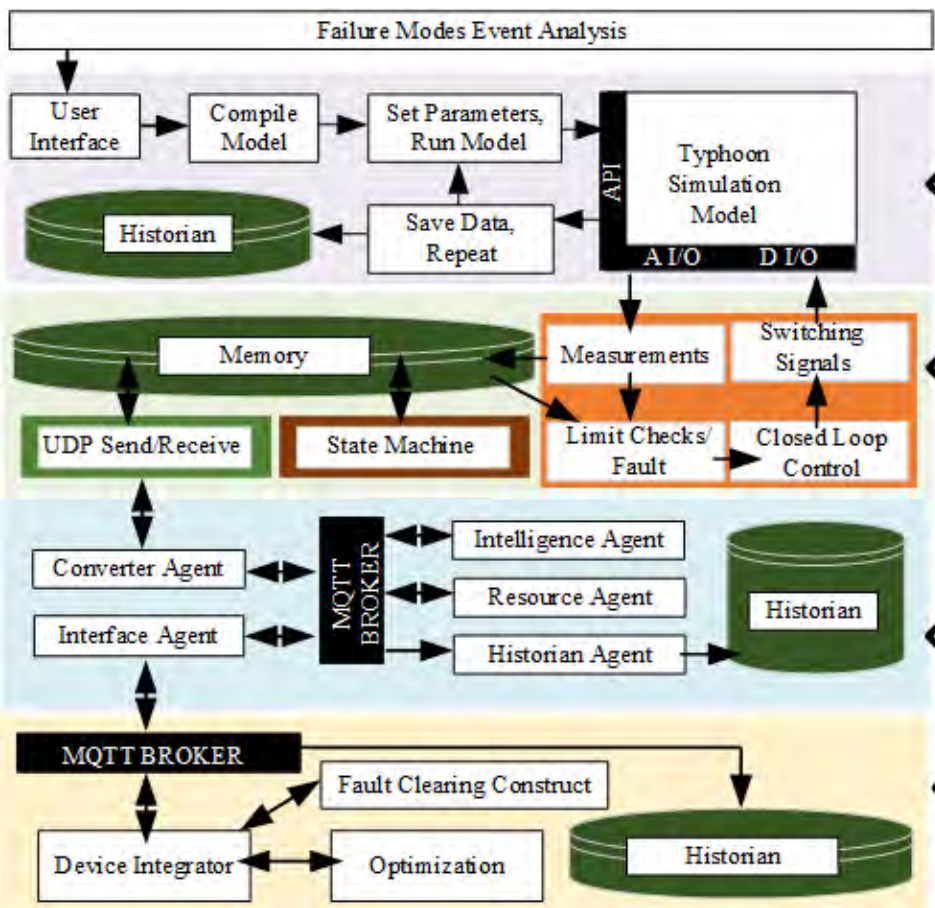 Failure Modes Event Analysis
User
Interface
Compile
Model
Set Parameters,
Run Model
API
Typhoon
Simulation
Model
A I/O
D I/O
Historian
Save Data,
Repeat
Memory
Measurements
Switching
Signals
UDP Send/Receive
State Machine
Limit Checks/
Fault
Closed Loop
Control
Converter Agent
Interface Agent
MQTT
BROKER
Intelligence Agent
Resource Agent
Historian Agent
Historian
MQTT BROKER
Fault Clearing Construct
Device Integrator
Optimization
Historian